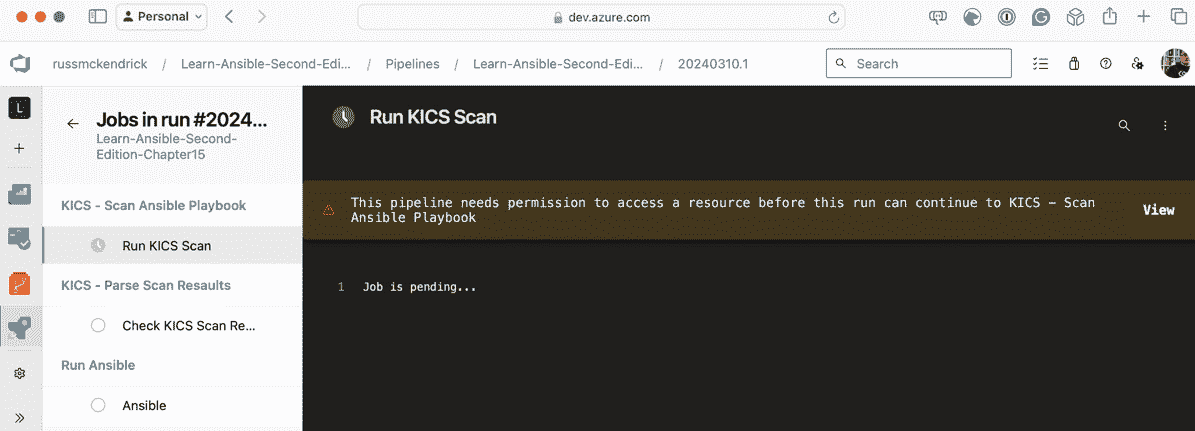 Personal
dev.azure.com
russmckendrick / Learn-Ansible-Second-Edi... / Pipelines / Learn-Ansible-Second-Edi... / 20240310.1
Search
L
Jobs in run #2024...
Learn-Ansible-Second-
Edition-Chapter15
KICS - Scan Ansible Playbook
Run KICS Scan
KICS - Parse Scan Resaults
Check KICS Scan Re...
Run Ansible
Ansible
Run KICS Scan
This pipeline needs permission to access a resource before this run can continue to KICS - Scan
Ansible Playbook
View
1 Job is pending...